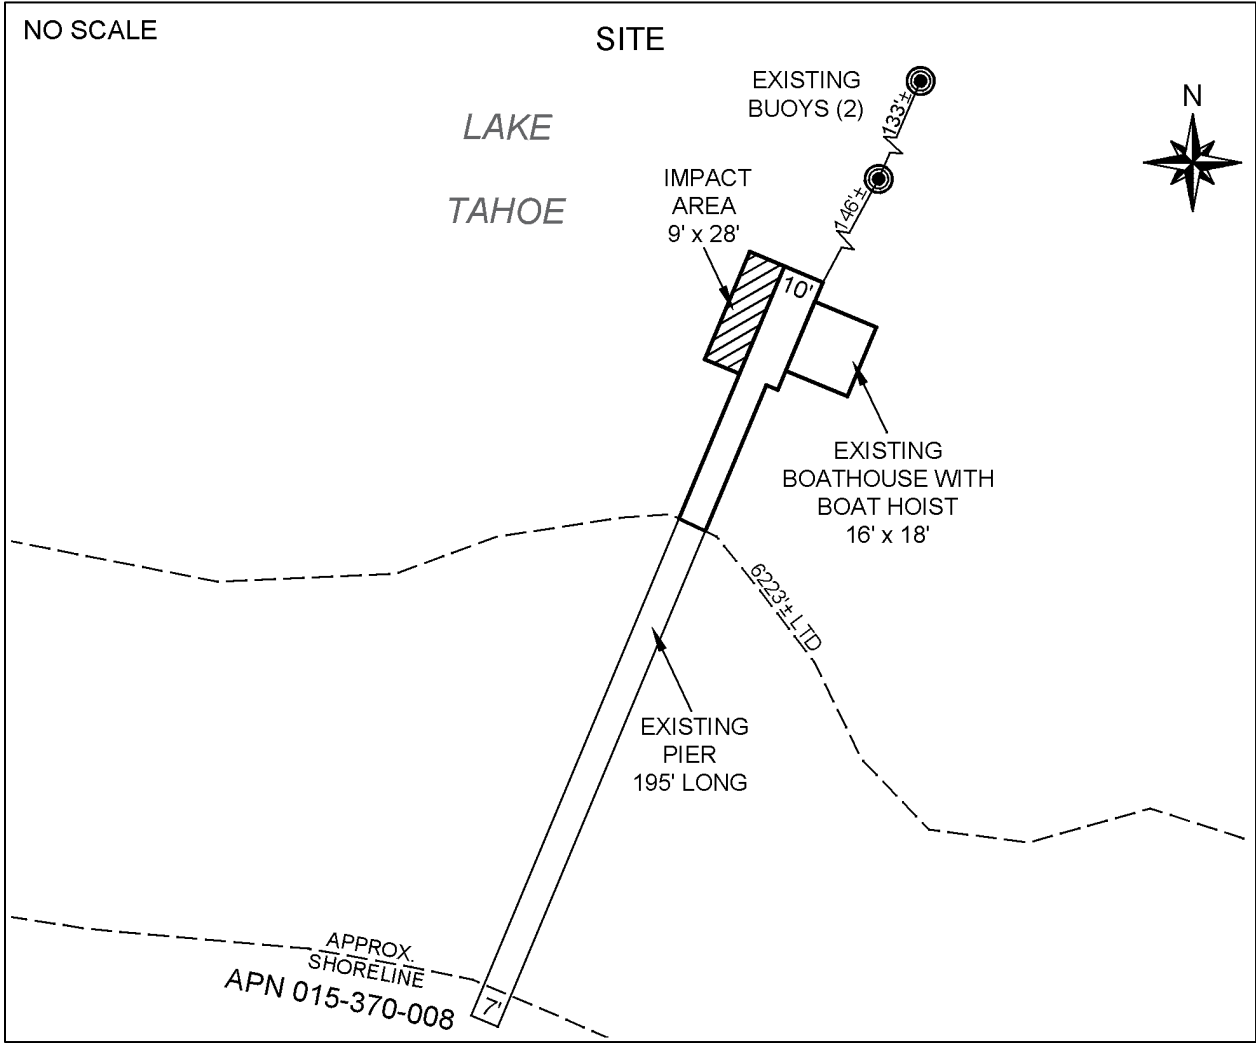 NO SCALE
SITE
EXISTING
BUOYS (2)
133'±
N
LAKE
TAHOE
IMPACT
AREA
9' x 28'
146'±
10'
EXISTING
BOATHOUSE WITH
BOAT HOIST
16' x 18'
6223'± LTD
EXISTING
PIER
195' LONG
APPROX.
SHORELINE
APN 015-370-008
7'